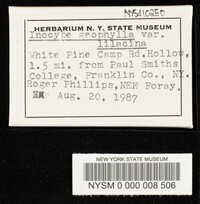 NYSf10250
HERBARIUM N. Y. STATE MUSEUM
Inocybe geophylla var.
lilacina
White Pine Camp Rd. Hollow,
1.5 mi. from Paul Smiths
College, Franklin Co., NY.
Roger Phillips, NEM Foray.
Aug. 20, 1987
NEW YORK STATE MUSEUM
NYSM 0 000 008 506